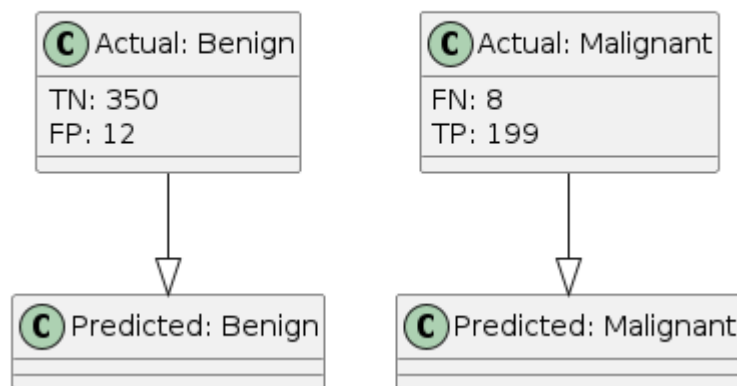 C Actual: Benign
TN: 350
FP: 12
C Actual: Malignant
FN: 8
TP: 199
C Predicted: Benign
C Predicted: Malignant